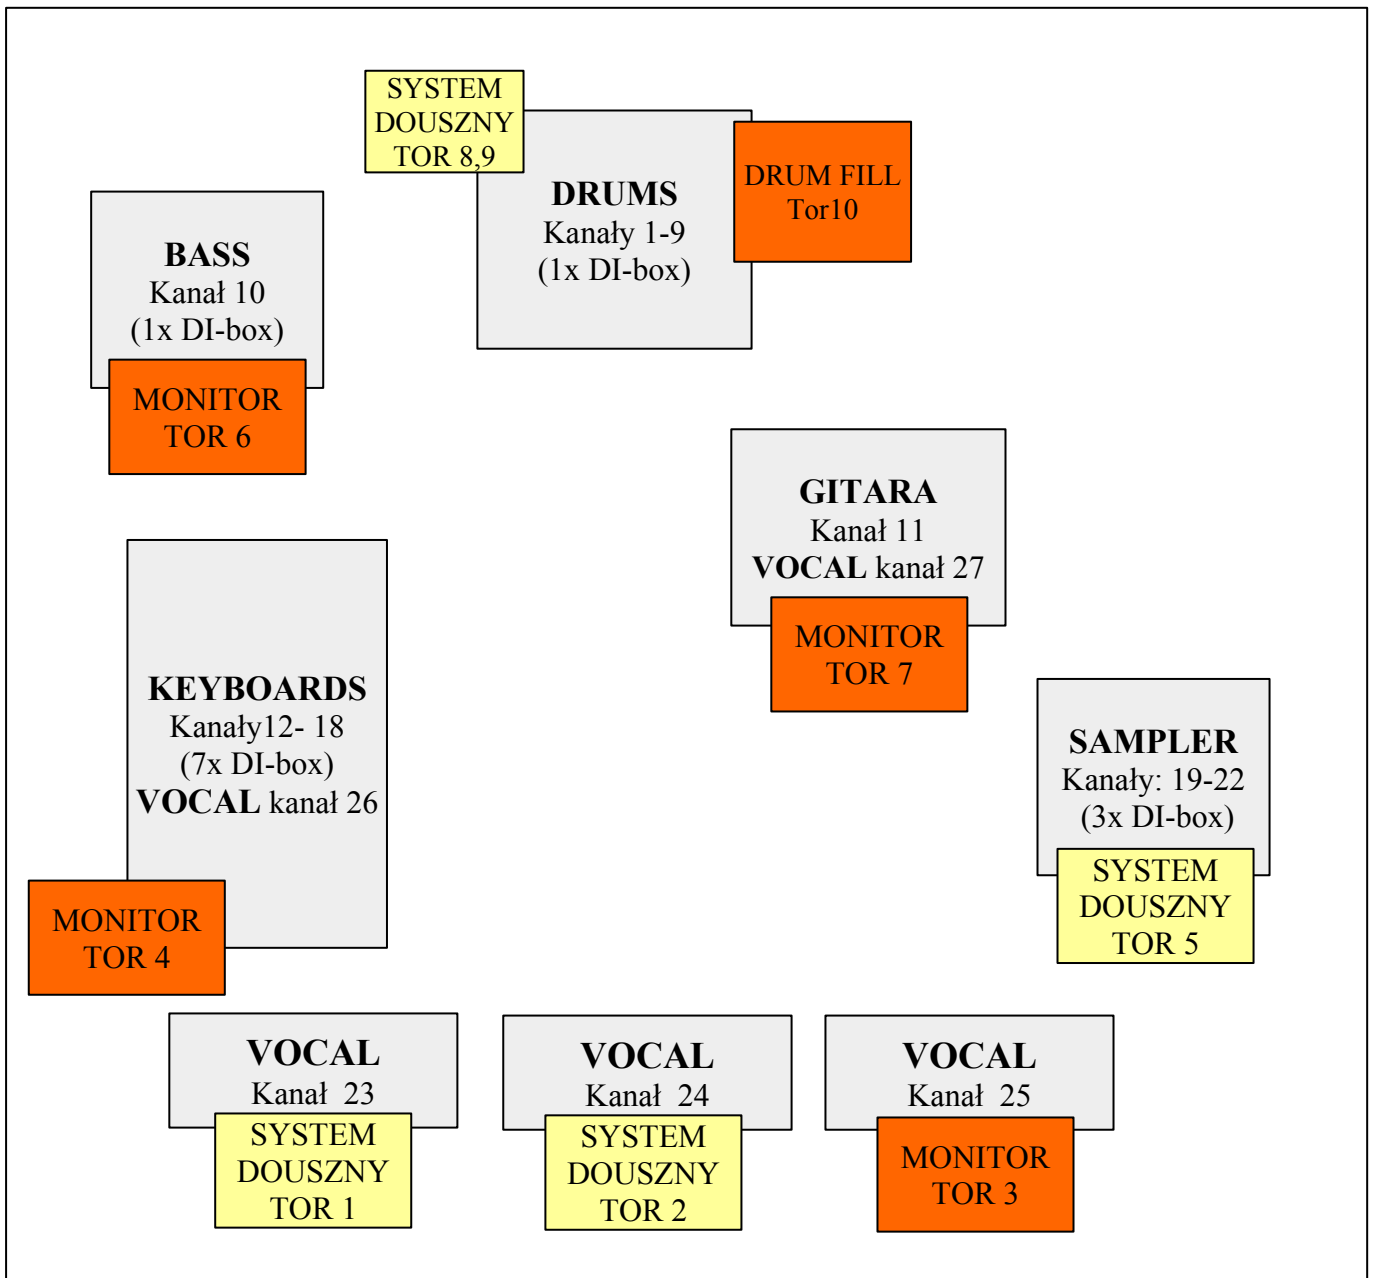 SYSTEM
DOUSZNY
TOR 8,9
DRUMS
Kanały 1-9
(1x DI-box)
DRUM FILL
Tor10
BASS
Kanał 10
(1x DI-box)
MONITOR
TOR 6
GITARA
Kanał 11
VOCAL kanał 27
MONITOR
TOR 7
KEYBOARDS
Kanały12- 18
(7x DI-box)
VOCAL kanał 26
MONITOR
TOR 4
SAMPLER
Kanały: 19-22
(3x DI-box)
SYSTEM
DOUSZNY
TOR 5
VOCAL
Kanał  23
SYSTEM
DOUSZNY
TOR 1
VOCAL
Kanał  24
SYSTEM
DOUSZNY
TOR 2
VOCAL
Kanał  25
MONITOR
TOR 3